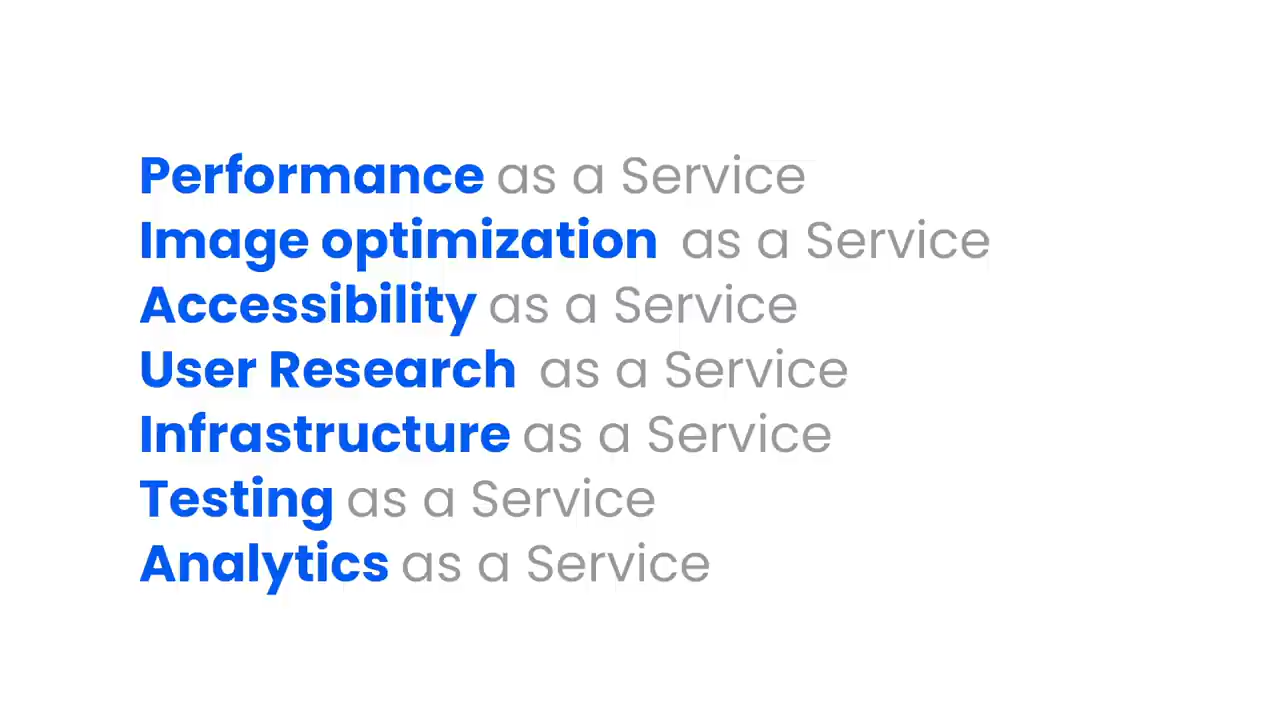 Performance as a Service
Image optimization as a Service
Accessibility as a Service
User Research as a Service
Infrastructure as a Service
Testing as a Service
Analytics as a Service